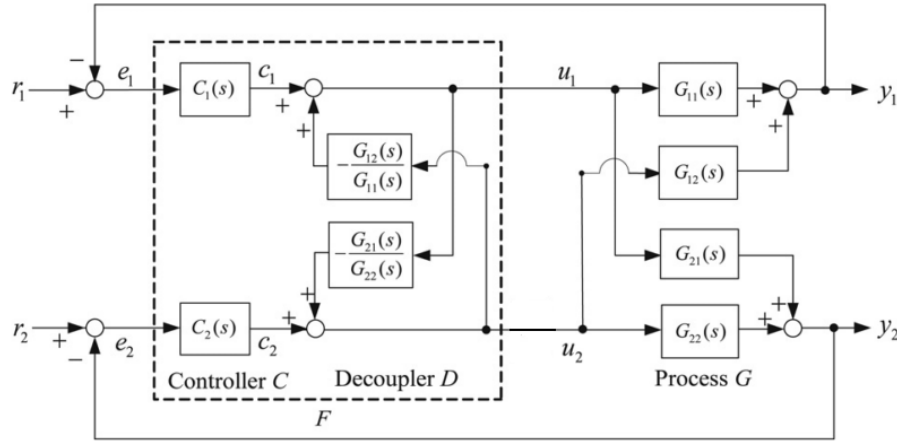 −
r₁
+
e₁
C₁(s)
c₁
+
+
u₁
G₁₁(s)
+
+
y₁
−G₁₂(s)/G₁₁(s)
G₁₂(s)
−G₂₁(s)/G₂₂(s)
G₂₁(s)
+
+
r₂
+
−
e₂
C₂(s)
c₂
+
+
u₂
G₂₂(s)
y₂
Controller C
Decoupler D
Process G
F